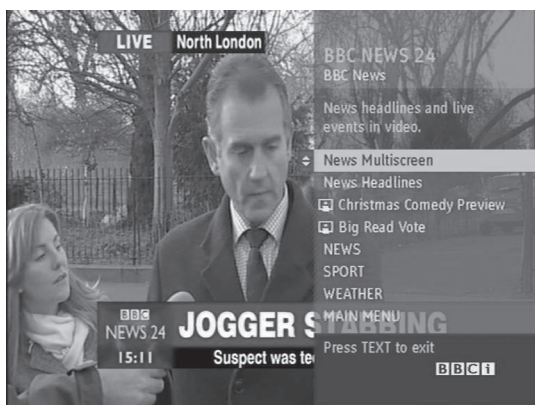 LIVE North London
BBC NEWS 24
BBC News
News headlines and live
events in video.
News Multiscreen
News Headlines
Christmas Comedy Preview
Big Read Vote
NEWS
SPORT
WEATHER
MAIN MENU
Press TEXT to exit
BBCi
BBC
NEWS 24
15:11
JOGGER STABBING
Suspect was